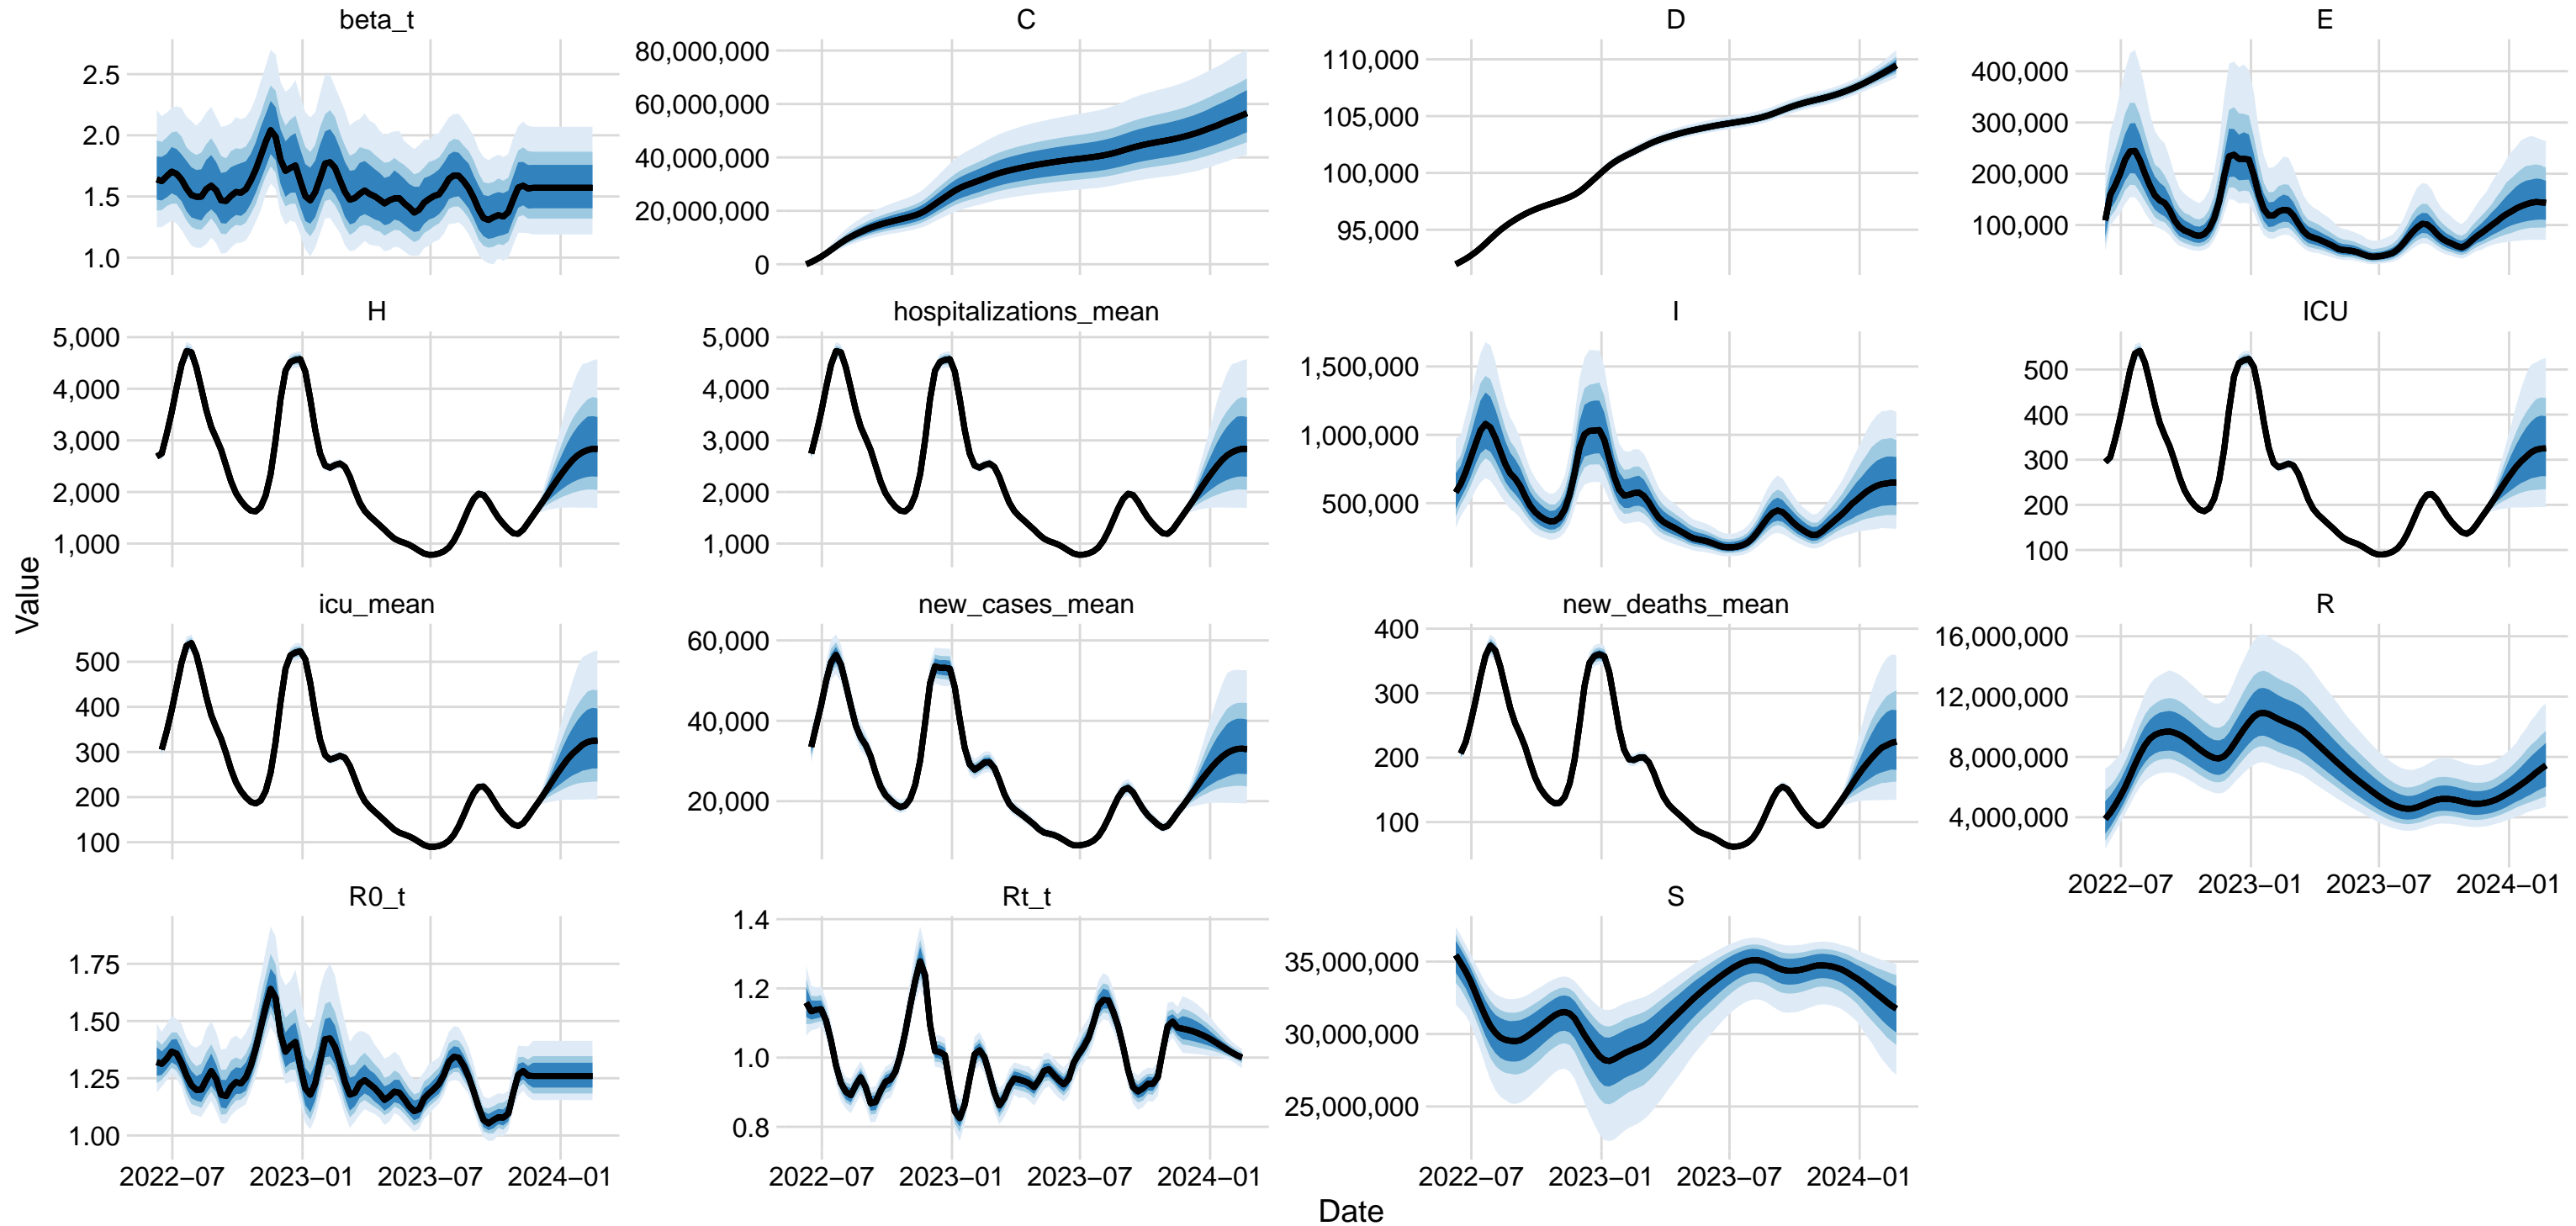 beta_t
C
D
E
2.5
2.0
1.5
1.0
80,000,000
60,000,000
40,000,000
20,000,000
0
110,000
105,000
100,000
95,000
400,000
300,000
200,000
100,000
H
hospitalizations_mean
I
ICU
5,000
4,000
3,000
2,000
1,000
5,000
4,000
3,000
2,000
1,000
1,500,000
1,000,000
500,000
500
400
300
200
100
Value
icu_mean
new_cases_mean
new_deaths_mean
R
500
400
300
200
100
60,000
40,000
20,000
400
300
200
100
16,000,000
12,000,000
8,000,000
4,000,000
2022−07 2023−01 2023−07 2024−01
R0_t
Rt_t
S
1.75
1.50
1.25
1.00
1.4
1.2
1.0
0.8
35,000,000
30,000,000
25,000,000
2022−07 2023−01 2023−07 2024−01
2022−07 2023−01 2023−07 2024−01
2022−07 2023−01 2023−07 2024−01
Date